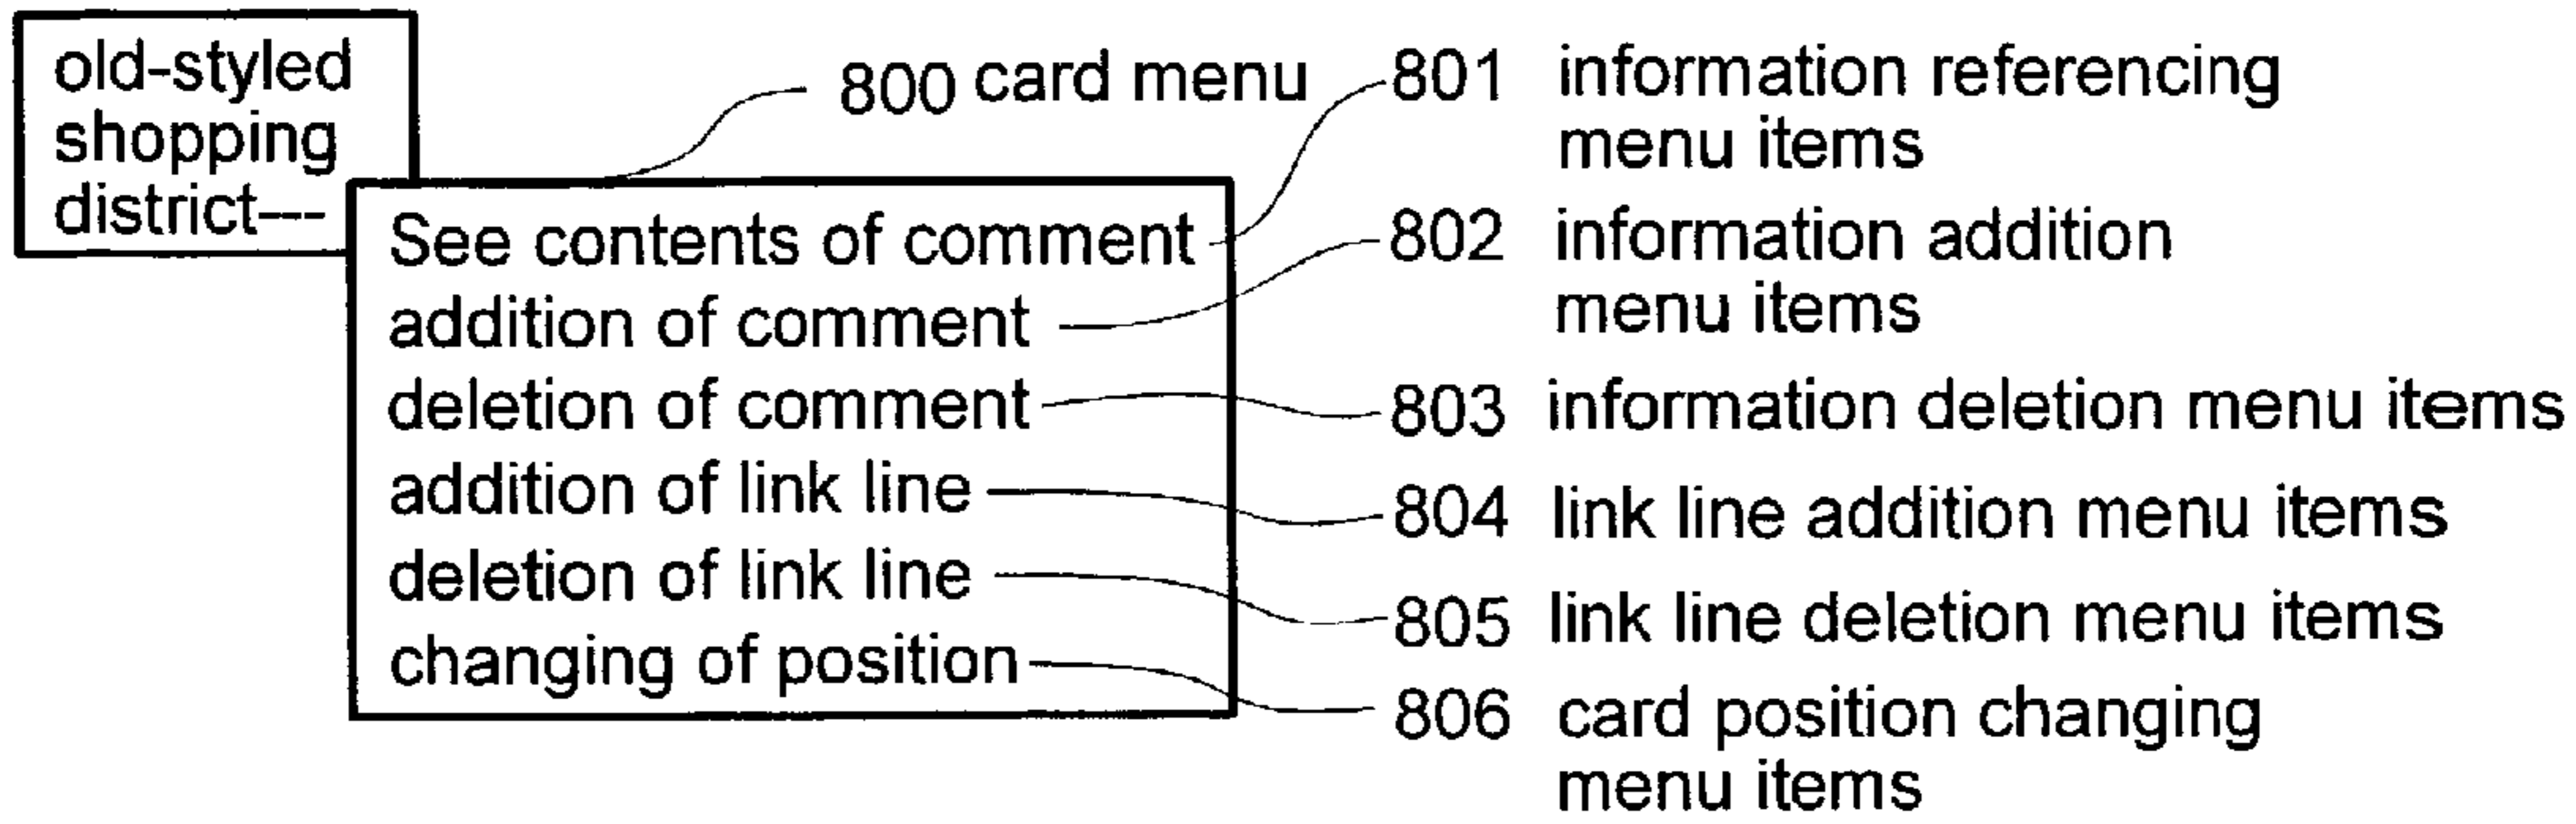 old-styled
shopping
district---
800 card menu
See contents of comment
addition of comment
deletion of comment
addition of link line
deletion of link line
changing of position
801 information referencing
menu items
802 information addition
menu items
803 information deletion menu items
804 link line addition menu items
805 link line deletion menu items
806 card position changing
menu items